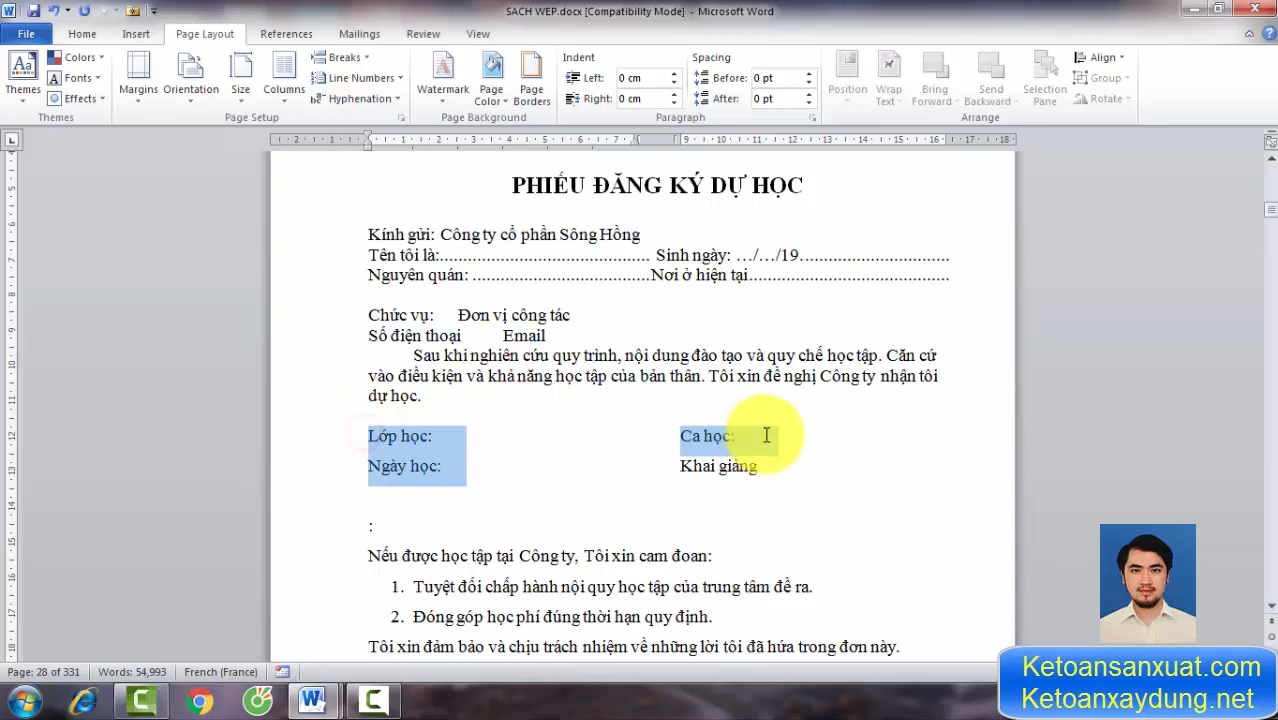 SACH WEP.docx [Compatibility Mode] - Microsoft Word
File Home Insert Page Layout References Mailings Review View
Themes
Colors
Fonts
Effects
Themes
Margins
Orientation
Size
Columns
Breaks
Line Numbers
Hyphenation
Page Setup
Watermark
Page Color
Page Borders
Page Background
Indent
Left: 0 cm
Right: 0 cm
Spacing
Before: 0 pt
After: 0 pt
Paragraph
Position
Wrap Text
Bring Forward
Send Backward
Selection Pane
Align
Group
Rotate
Arrange
PHIẾU ĐĂNG KÝ DỰ HỌC
Kính gửi: Công ty cổ phần Sông Hồng
Tên tôi là:.................................................. Sinh ngày: …/…/19...................................
Nguyên quán: ..........................................Nơi ở hiện tại................................................
Chức vụ: Đơn vị công tác
Số điện thoại Email
Sau khi nghiên cứu quy trình, nội dung đào tạo và quy chế học tập. Căn cứ
vào điều kiện và khả năng học tập của bản thân. Tôi xin đề nghị Công ty nhận tôi
dự học.
Lớp học: Ca học:
Ngày học: Khai giảng
:
Nếu được học tập tại Công ty, Tôi xin cam đoan:
1. Tuyệt đối chấp hành nội quy học tập của trung tâm đề ra.
2. Đóng góp học phí đúng thời hạn quy định.
Tôi xin đảm bảo và chịu trách nhiệm về những lời tôi đã hứa trong đơn này.
Page: 28 of 331 Words: 54,993 French (France)
Ketoansanxuat.com
Ketoanxaydung.net